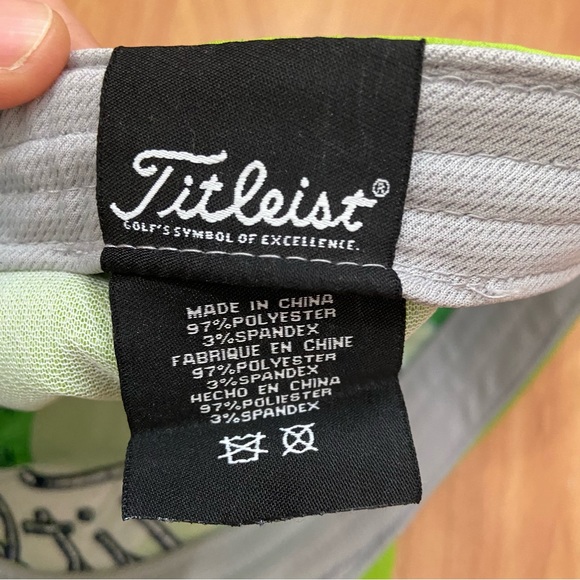 Titleist®
GOLF'S SYMBOL OF EXCELLENCE.
MADE IN CHINA
97%POLYESTER
3%SPANDEX
FABRIQUE EN CHINE
97%POLYESTER
3%SPANDEX
HECHO EN CHINA
97%POLIESTER
3%SPANDEX